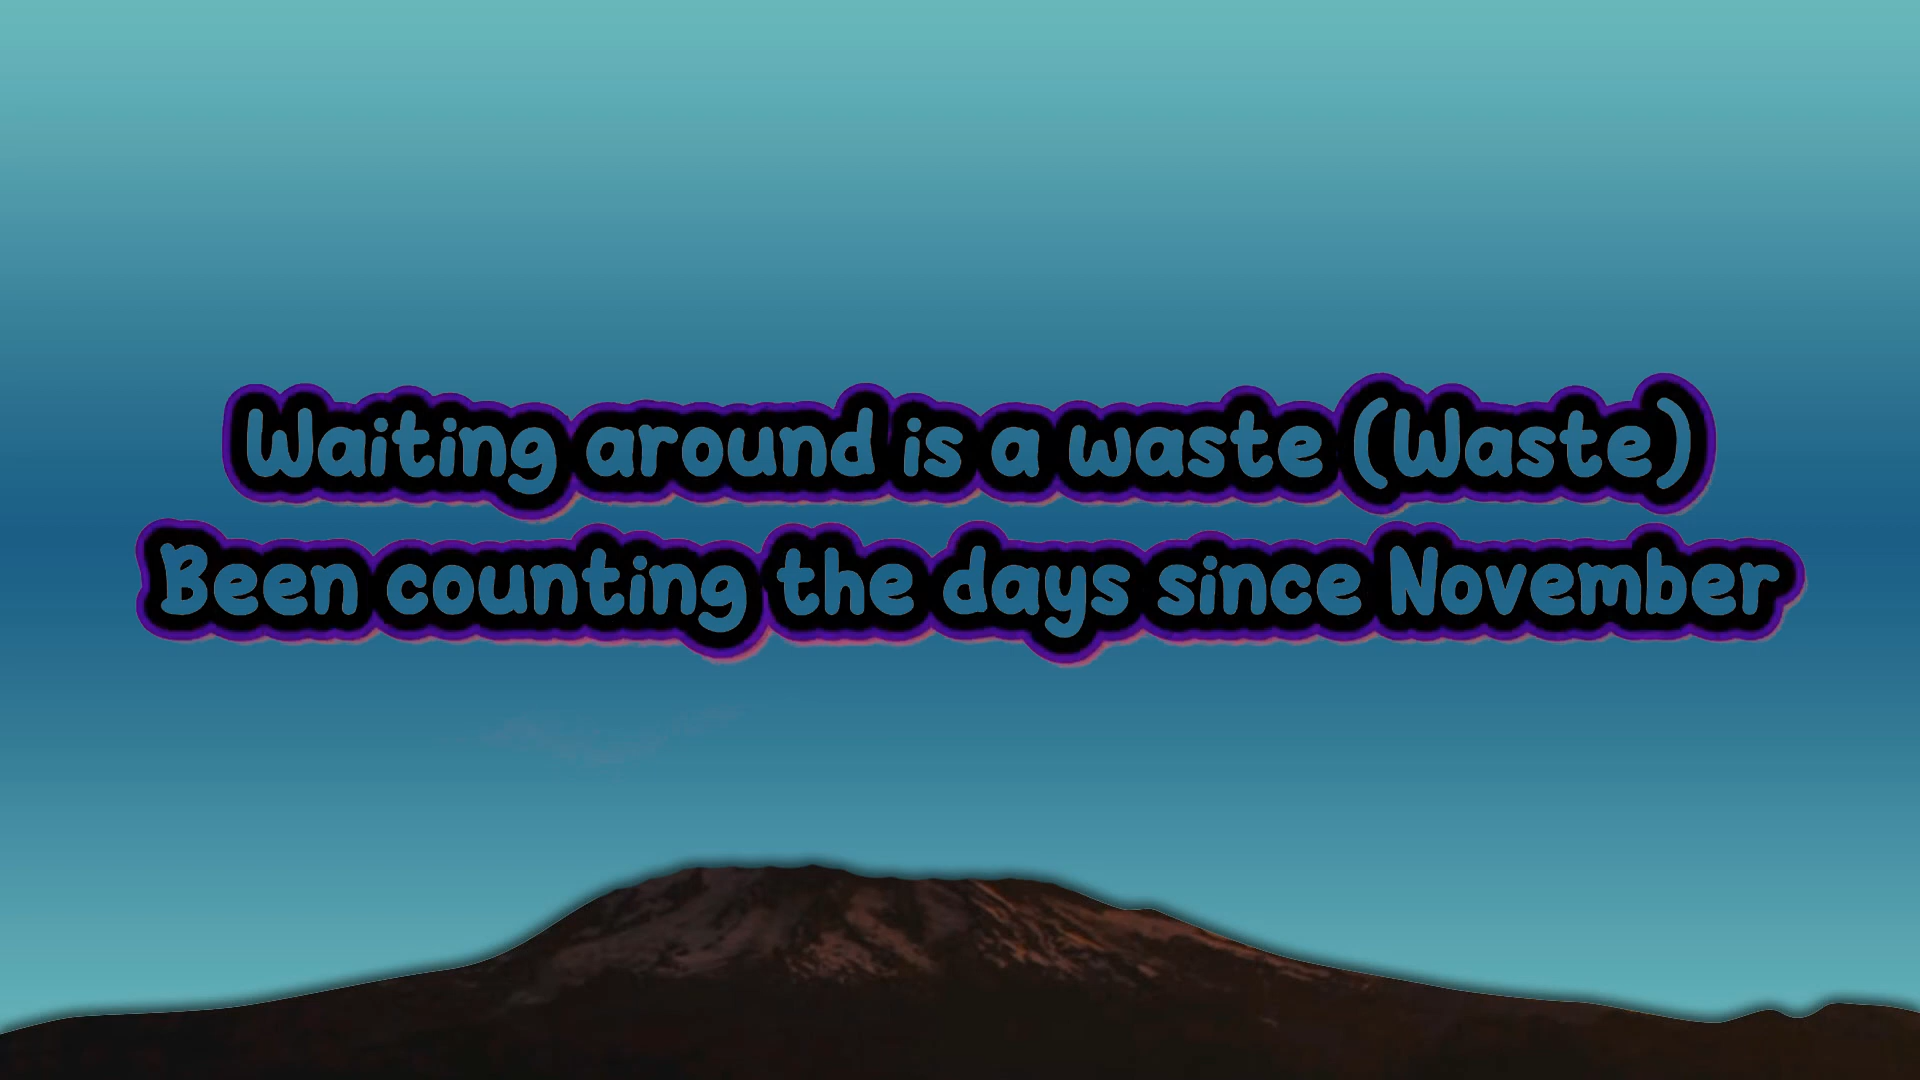 Waiting around is a waste (Waste)
Been counting the days since November